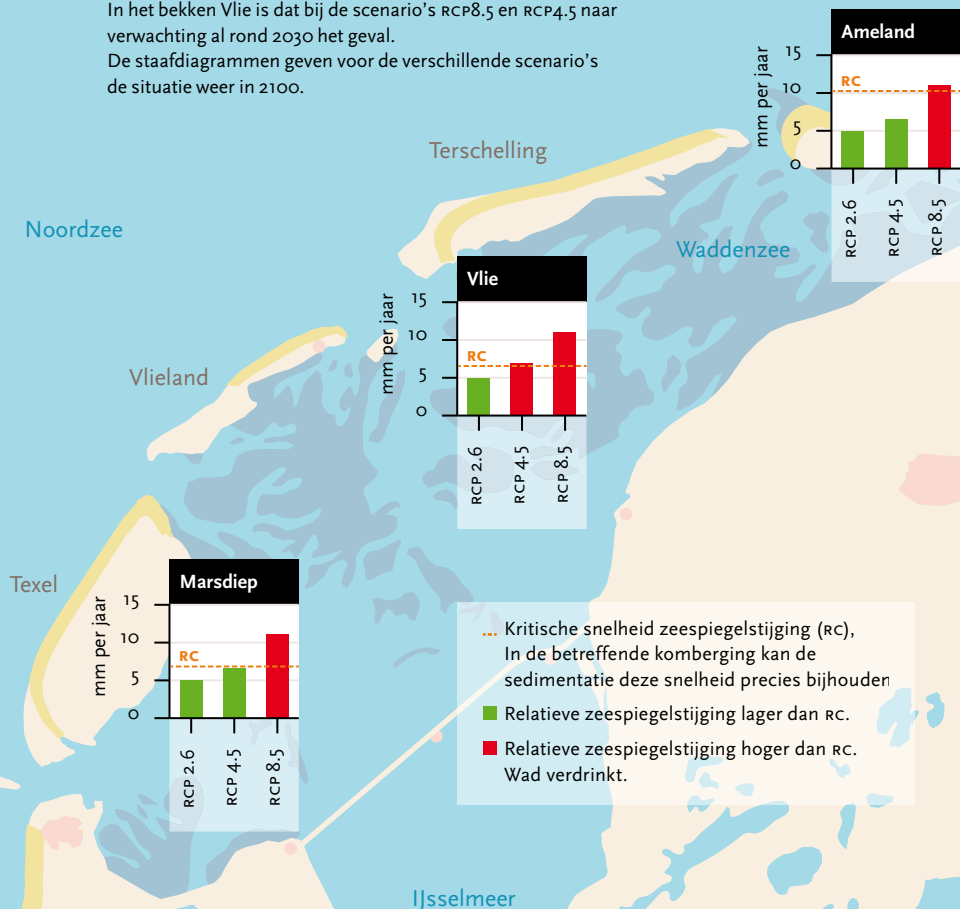 In het bekken Vlie is dat bij de scenario's RCP8.5 en RCP4.5 naar
verwachting al rond 2030 het geval.
De staafdiagrammen geven voor de verschillende scenario's
de situatie weer in 2100.
Ameland
mm per jaar
15
10
5
0
RC
RCP 2.6
RCP 4.5
RCP 8.5
Terschelling
Noordzee
Waddenzee
Vlie
mm per jaar
15
10
5
0
RC
RCP 2.6
RCP 4.5
RCP 8.5
Vlieland
Texel
Marsdiep
mm per jaar
15
10
5
0
RC
RCP 2.6
RCP 4.5
RCP 8.5
Kritische snelheid zeespiegelstijging (RC),
In de betreffende komberging kan de
sedimentatie deze snelheid precies bijhouden
Relatieve zeespiegelstijging lager dan RC.
Relatieve zeespiegelstijging hoger dan RC.
Wad verdrinkt.
IJsselmeer